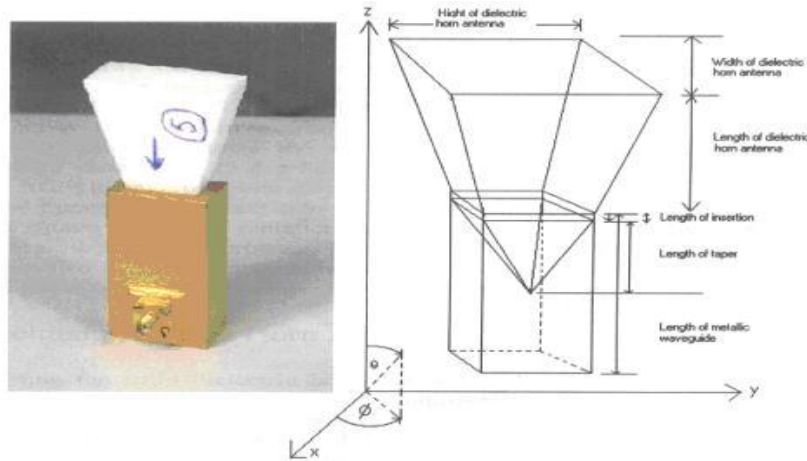 5
z
Hight of dielectric
horn antenna
Width of dielectric
horn antenna
Length of dielectric
horn antenna
Length of insertion
Length of taper
Length of metallic
waveguide
θ
Ø
x
y